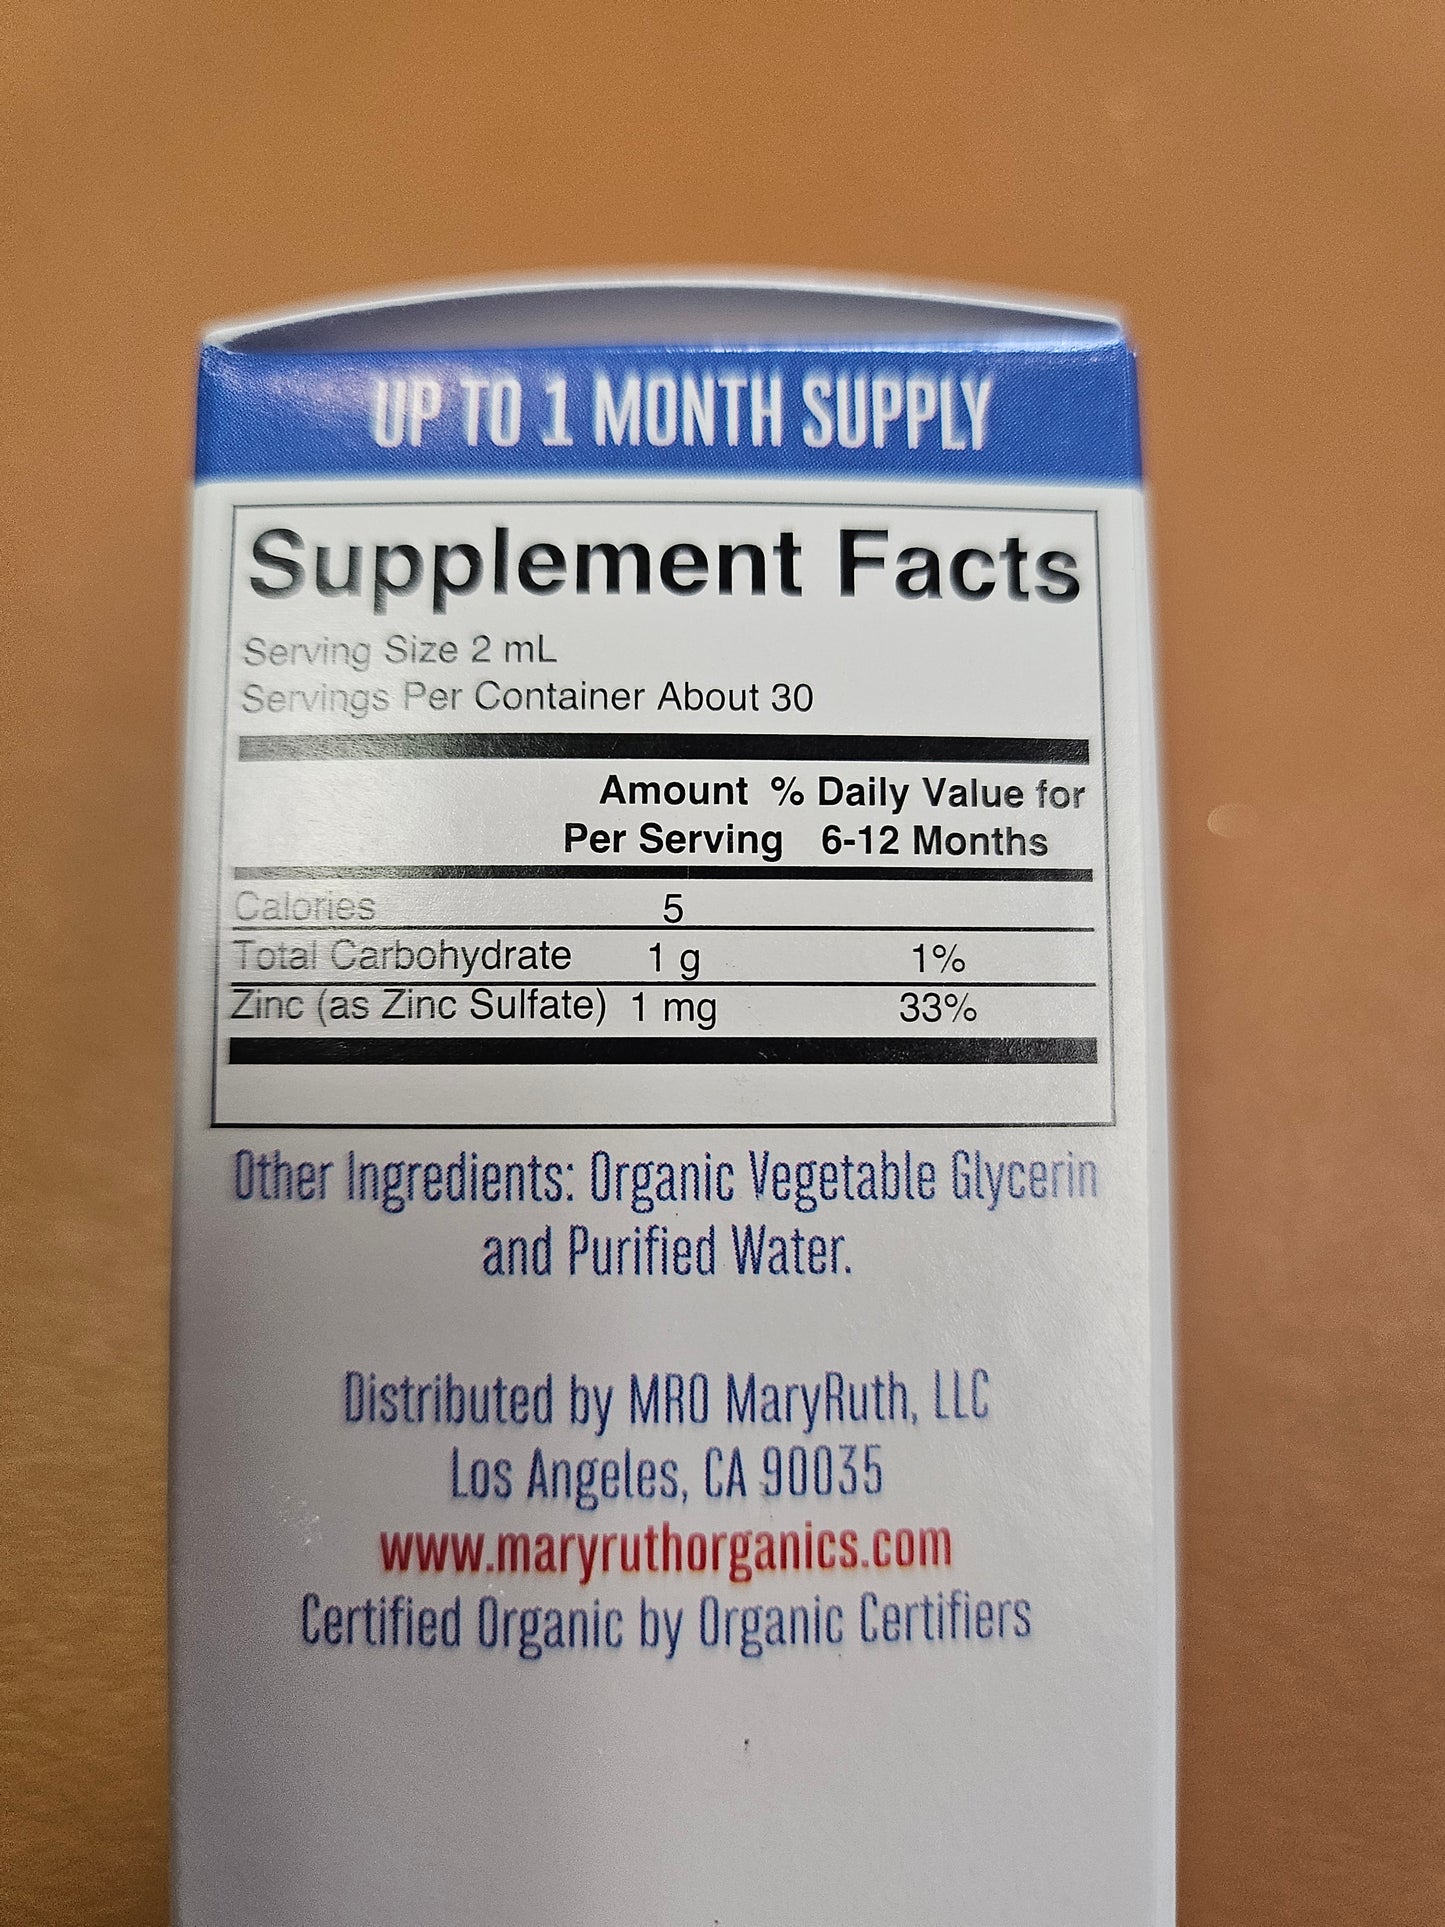 UP TO 1 MONTH SUPPLY
Supplement Facts
Serving Size 2 mL
Servings Per Container About 30
Amount % Daily Value for
Per Serving 6-12 Months
Calories 5
Total Carbohydrate 1 g 1%
Zinc (as Zinc Sulfate) 1 mg 33%
Other Ingredients: Organic Vegetable Glycerin
and Purified Water.
Distributed by MRO MaryRuth, LLC
Los Angeles, CA 90035
www.maryruthorganics.com
Certified Organic by Organic Certifiers